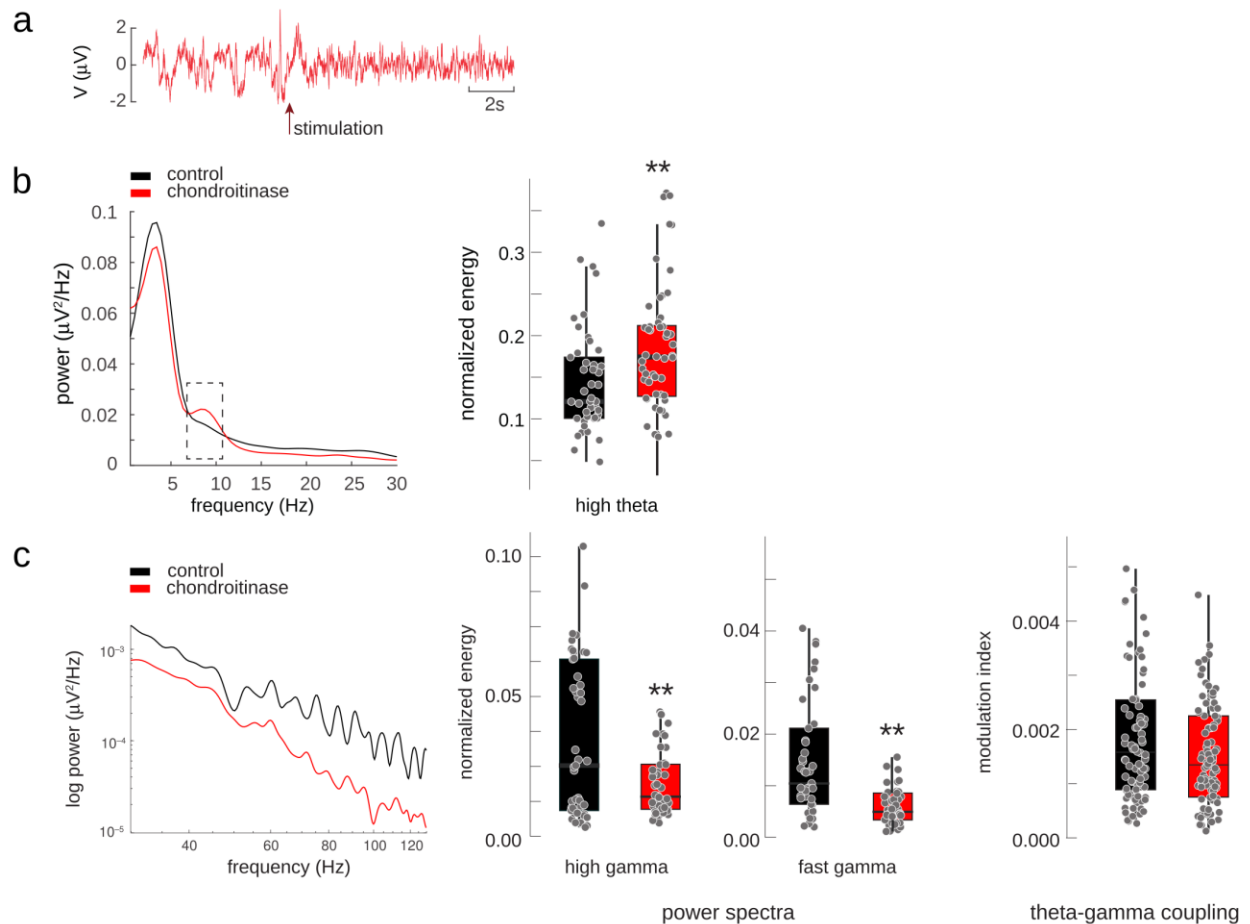 a
V (μV)
2
0
-2
2s
stimulation
b
control
chondroitinase
power (μV²/Hz)
0.1
0.08
0.06
0.04
0.02
0
5
10
15
20
25
30
frequency (Hz)
**
normalized energy
0.3
0.2
0.1
high theta
c
control
chondroitinase
log power (μV²/Hz)
10⁻³
10⁻⁴
10⁻⁵
40
60
80
100
120
frequency (Hz)
normalized energy
0.10
0.05
0.00
**
high gamma
0.04
0.02
0.00
**
fast gamma
power spectra
modulation index
0.004
0.002
0.000
theta-gamma coupling